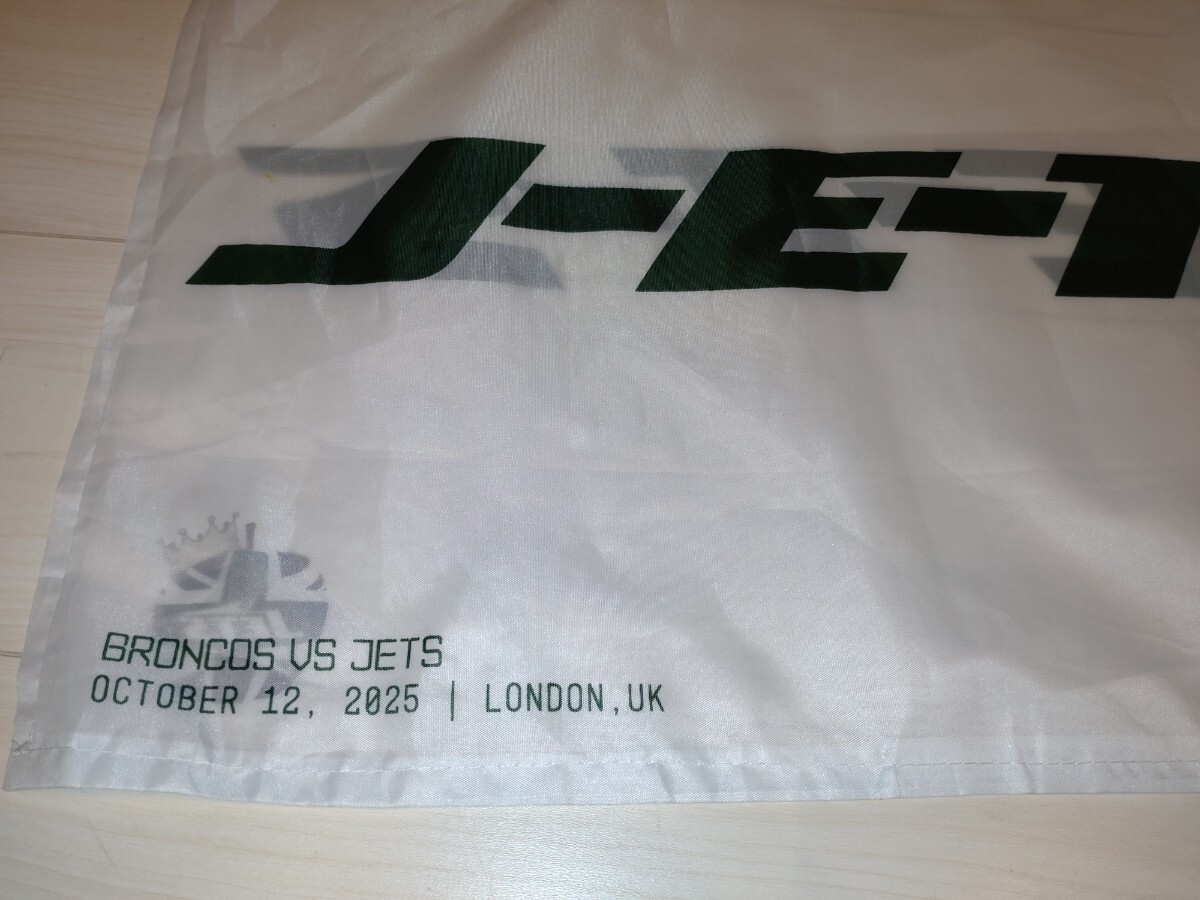 J-E-T
BRONCOS VS JETS
OCTOBER 12, 2025 | LONDON, UK